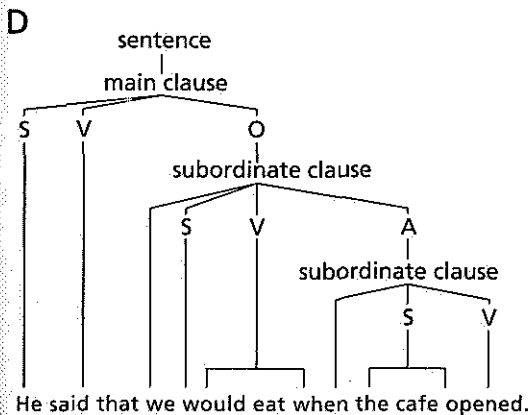 D
sentence
main clause
S V O
subordinate clause
S V A
subordinate clause
S V
He said that we would eat when the cafe opened.